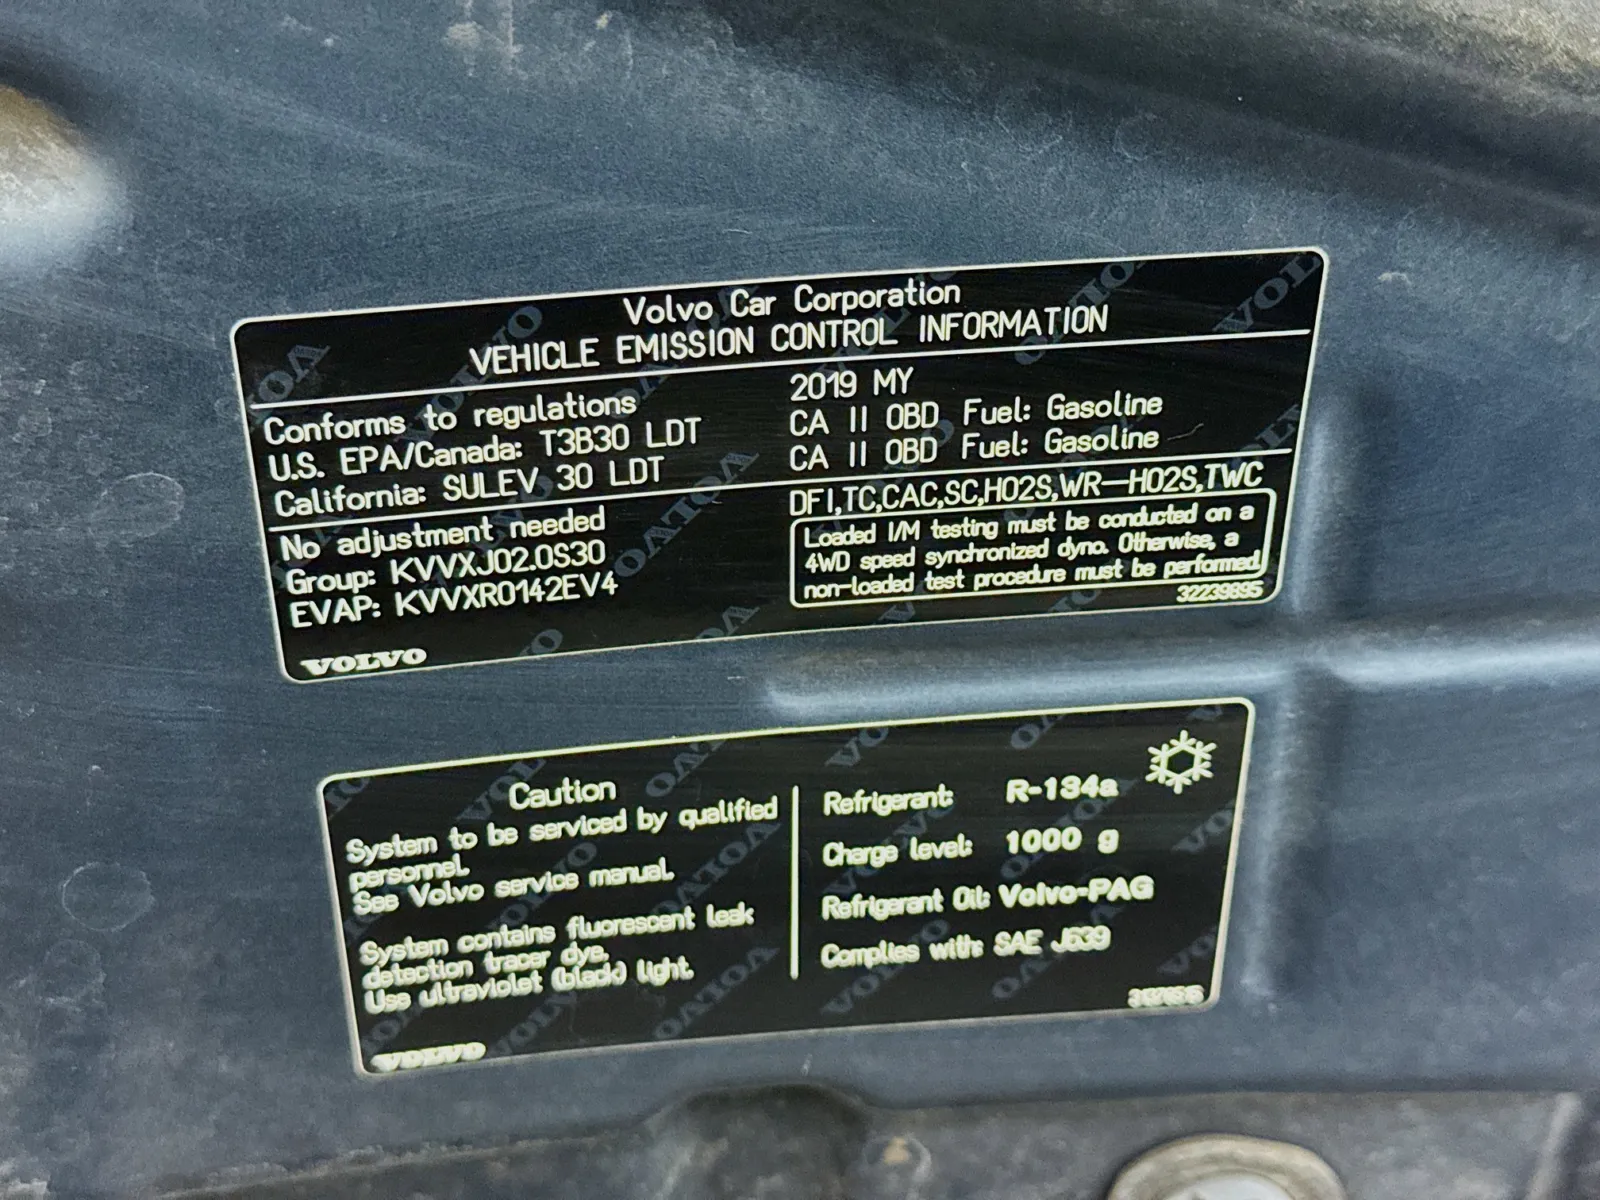 Volvo Car Corporation
VEHICLE EMISSION CONTROL INFORMATION
Conforms to regulations
U.S. EPA/Canada: T3B30 LDT
California: SULEV 30 LDT
2019 MY
CA II OBD Fuel: Gasoline
CA II OBD Fuel: Gasoline
No adjustment needed
Group: KVVXJ02.0S30
EVAP: KVVXR0142EV4
DFI,TC,CAC,SC,HO2S,WR-HO2S,TWC
Loaded I/M testing must be conducted on a
4WD speed synchronized dyno. Otherwise, a
non-loaded test procedure must be performed
32239895
VOLVO
Caution
System to be serviced by qualified
personnel.
See Volvo service manual.
System contains fluorescent leak
detection tracer dye.
Use ultraviolet (black) light.
Refrigerant: R-134a
Charge level: 1000 g
Refrigerant Oil: Volvo-PAG
Complies with: SAE J639
VOLVO